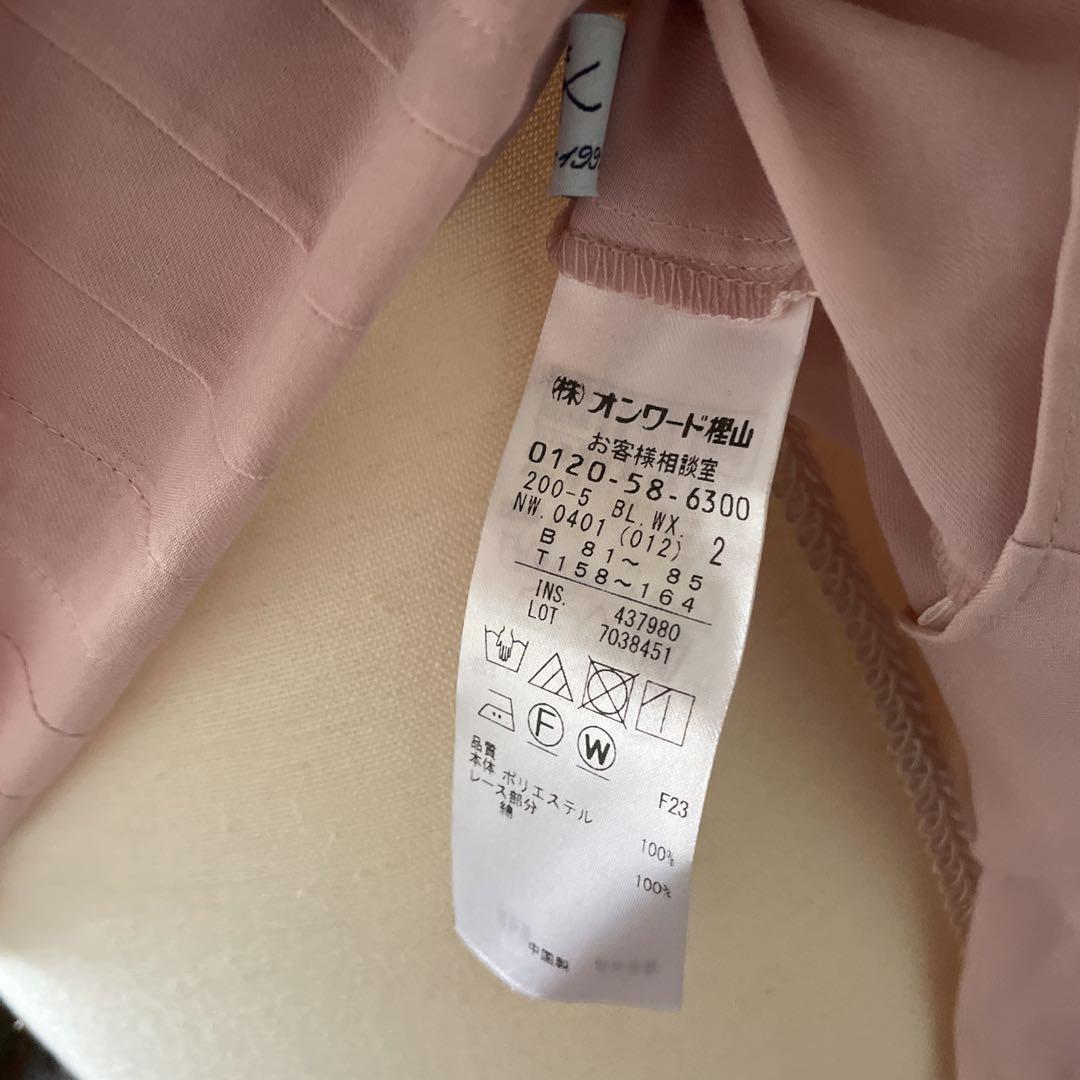 K
-199
(株)オンワード樫山
お客様相談室
0120-58-6300
200-5 BL.WX. 2
NW.0401(012)
B 81～ 85
T158～164
INS. 437980
LOT 7038451
F W
品質 F23
本体 ポリエステル 100%
レース部分
綿 100%
中国製